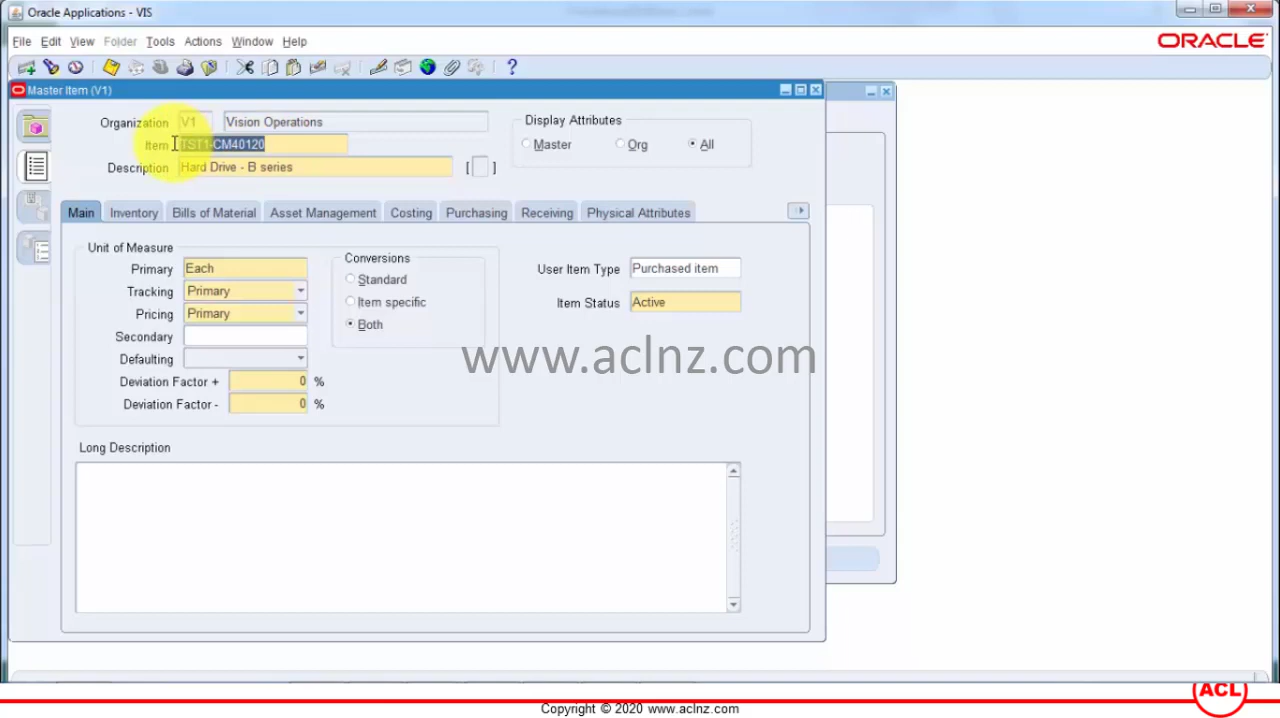 Oracle Applications - VIS
File Edit View Folder Tools Actions Window Help
ORACLE
Master Item (V1)
Organization V1 Vision Operations
Item TST1-CM40120
Description Hard Drive - B series [ ]
Display Attributes
Master Org All
Main Inventory Bills of Material Asset Management Costing Purchasing Receiving Physical Attributes
Unit of Measure
Primary Each
Tracking Primary
Pricing Primary
Secondary
Defaulting
Deviation Factor + 0 %
Deviation Factor - 0 %
Conversions
Standard
Item specific
Both
User Item Type Purchased item
Item Status Active
www.aclnz.com
Long Description
ACL
Copyright © 2020 www.aclnz.com